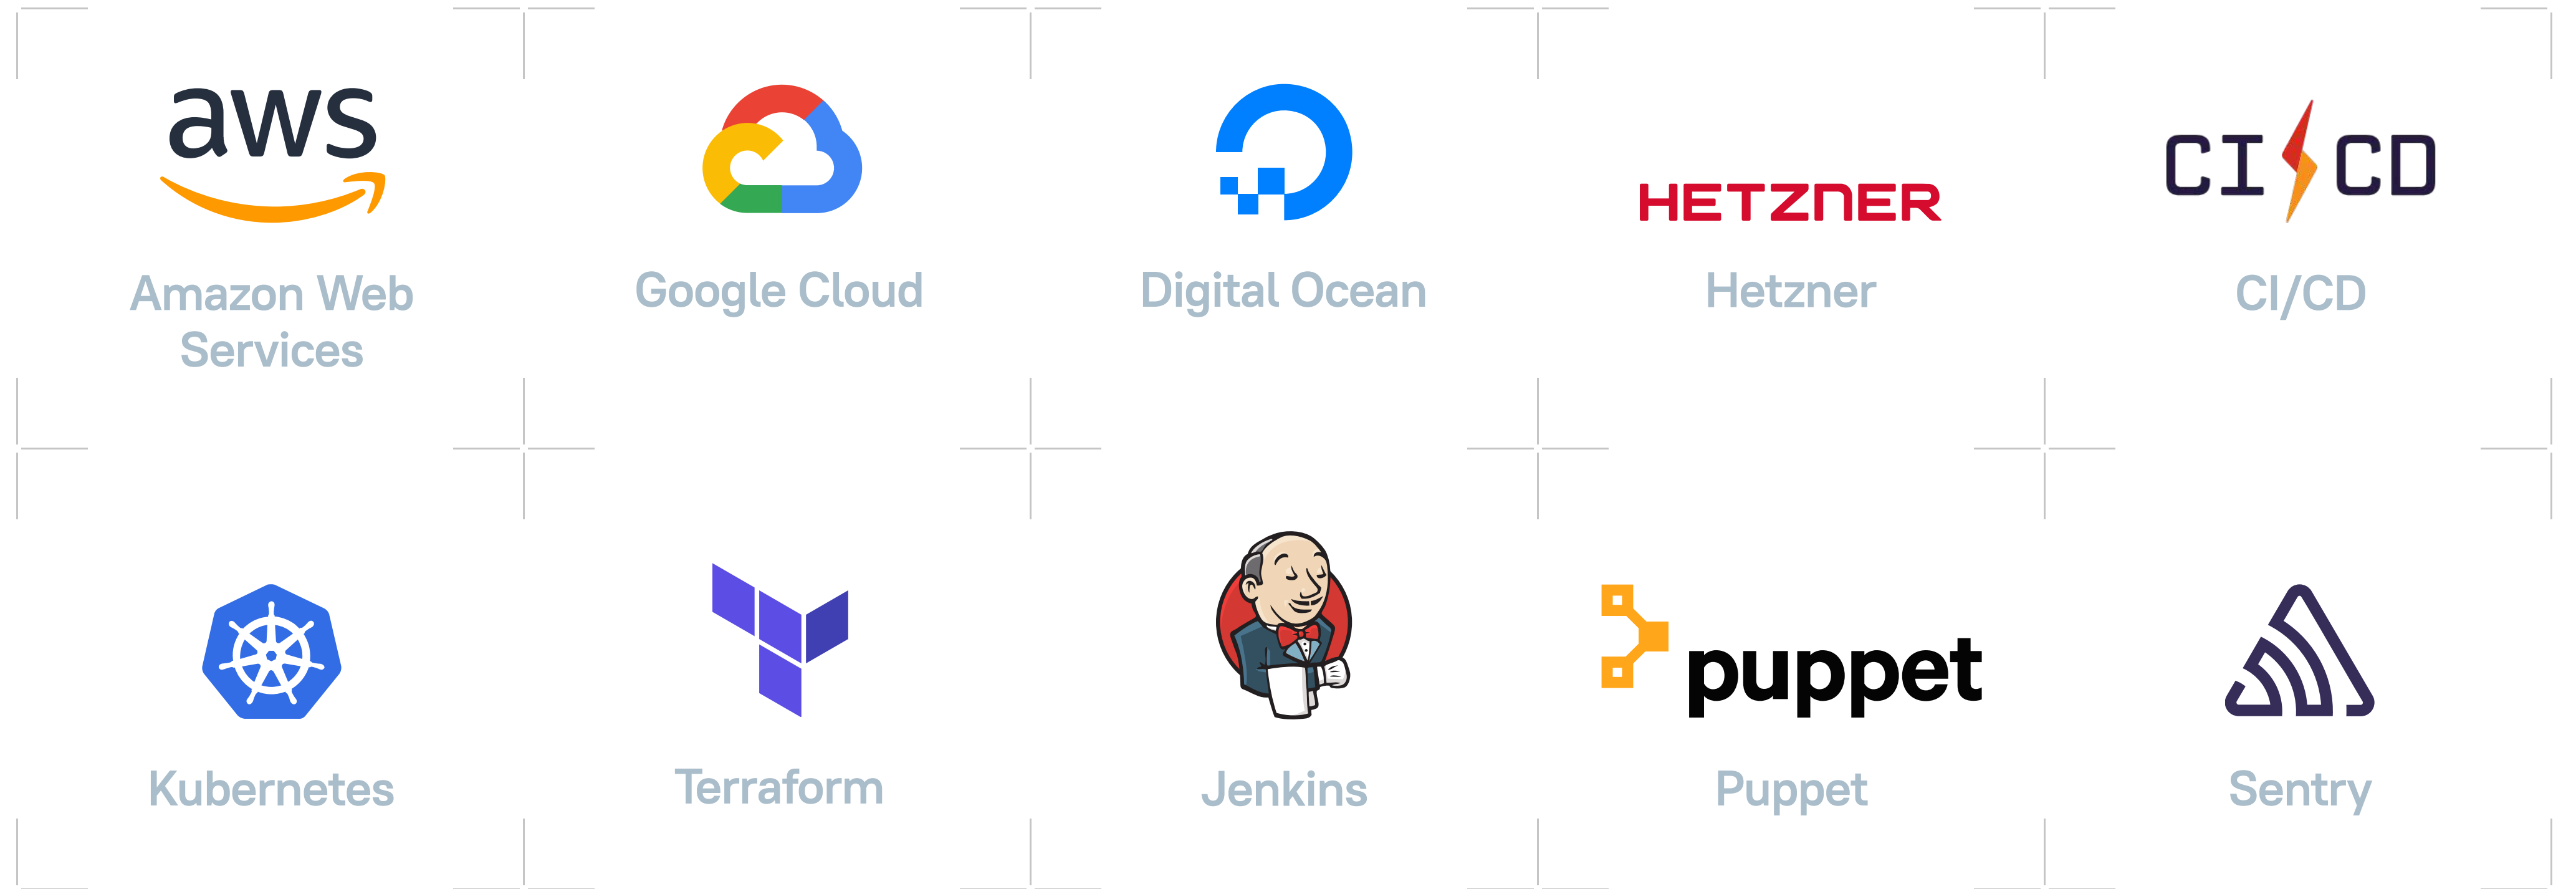 aws
Amazon Web
Services
Google Cloud
Digital Ocean
HETZNER
Hetzner
CI CD
CI/CD
Kubernetes
Terraform
Jenkins
puppet
Puppet
Sentry